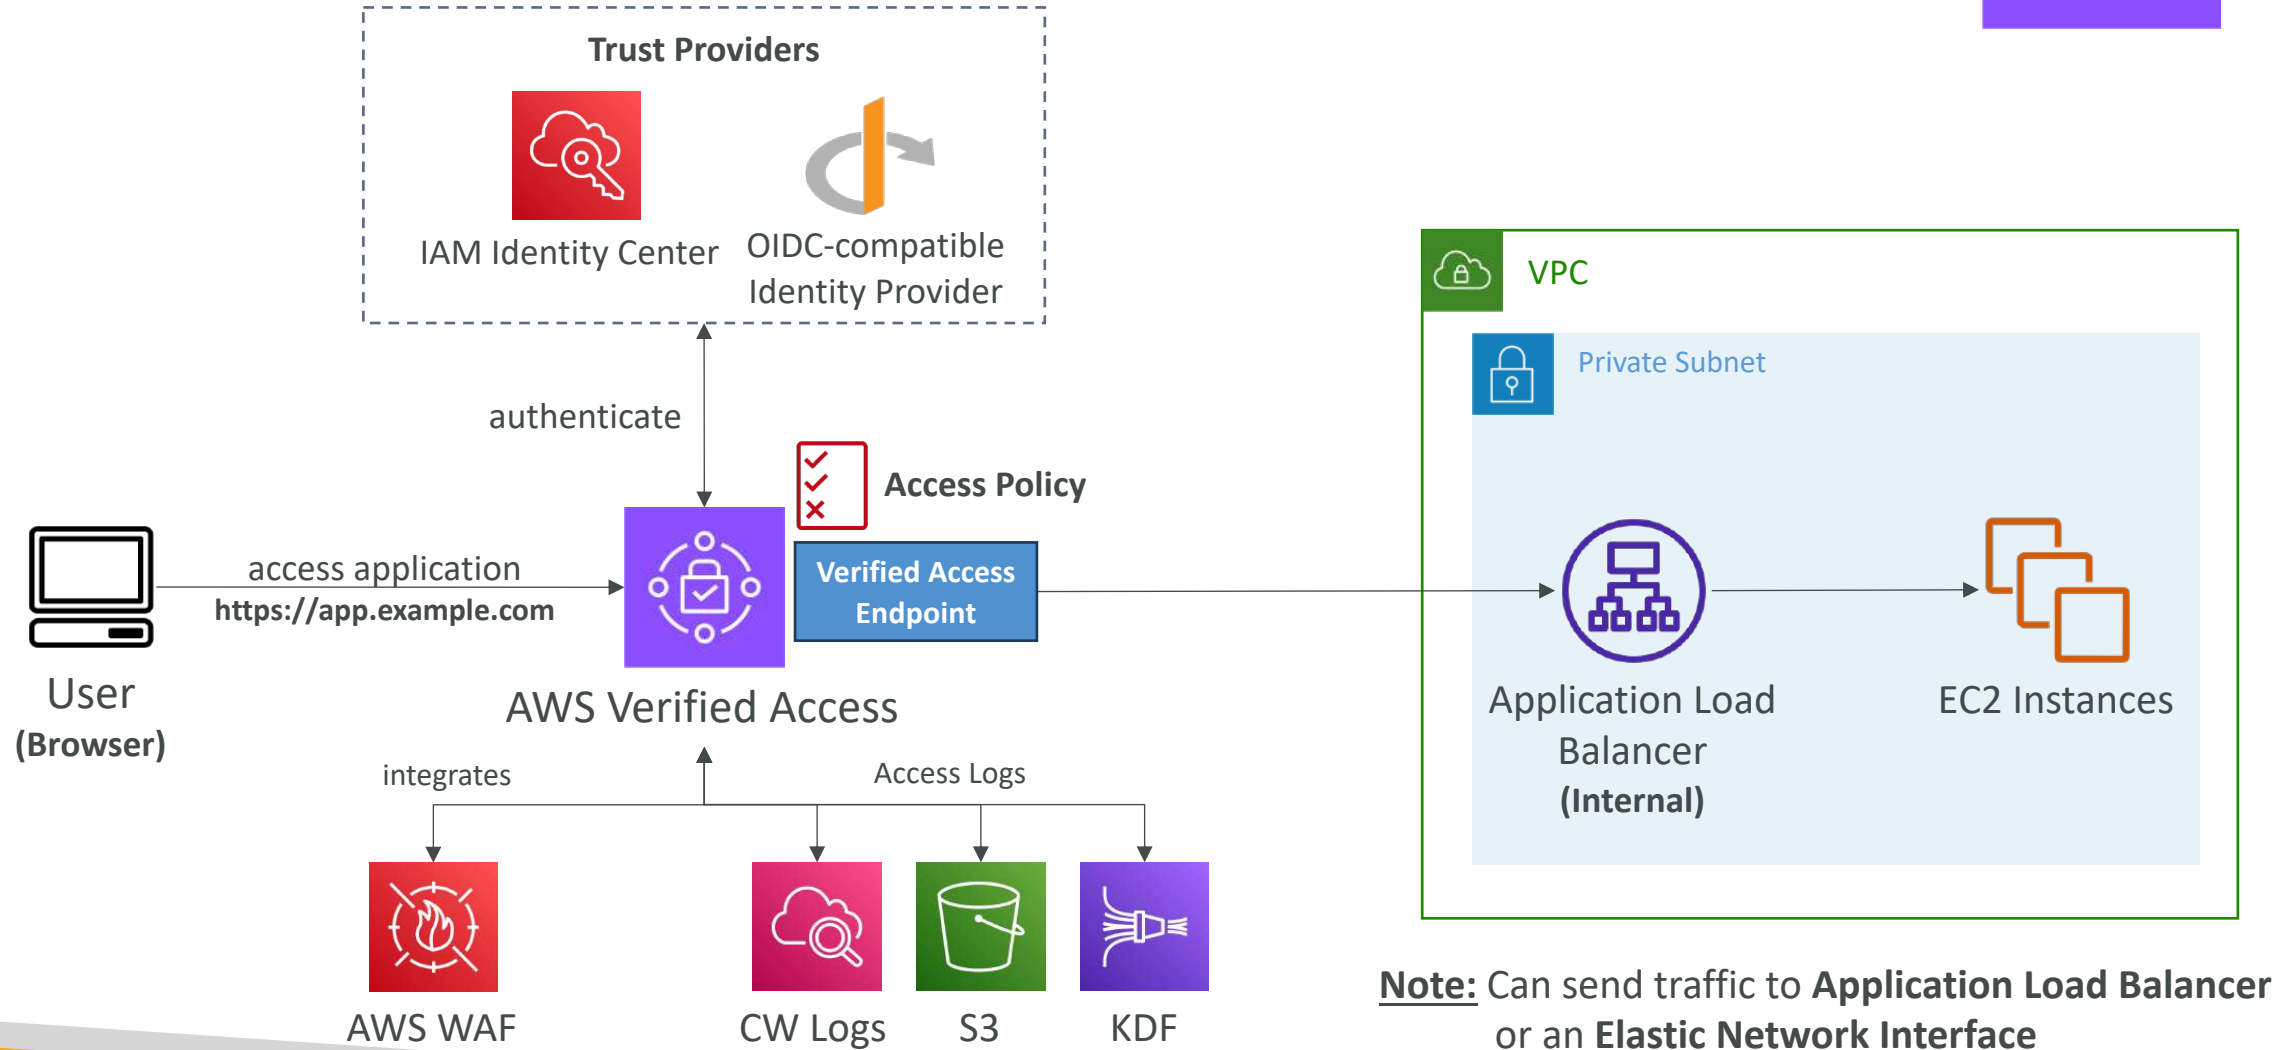 Trust Providers
IAM Identity Center
OIDC-compatible
Identity Provider
authenticate
Access Policy
access application
https://app.example.com
Verified Access
Endpoint
User
(Browser)
AWS Verified Access
integrates
Access Logs
AWS WAF
CW Logs
S3
KDF
VPC
Private Subnet
Application Load
Balancer
(Internal)
EC2 Instances
Note: Can send traffic to Application Load Balancer
or an Elastic Network Interface